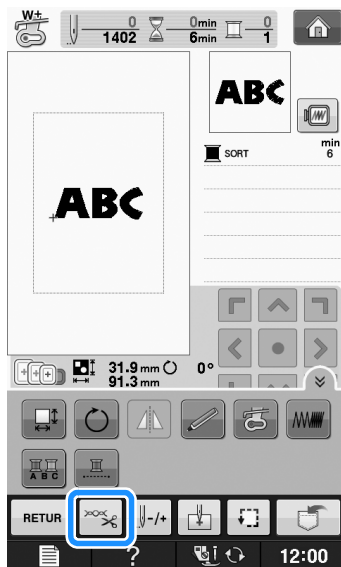 W+
0 0min 0
1402 6min 1
ABC
min
SORT 6
ABC
31.9 mm 0°
91.3 mm
A B C
-/+
RETUR
? 12:00